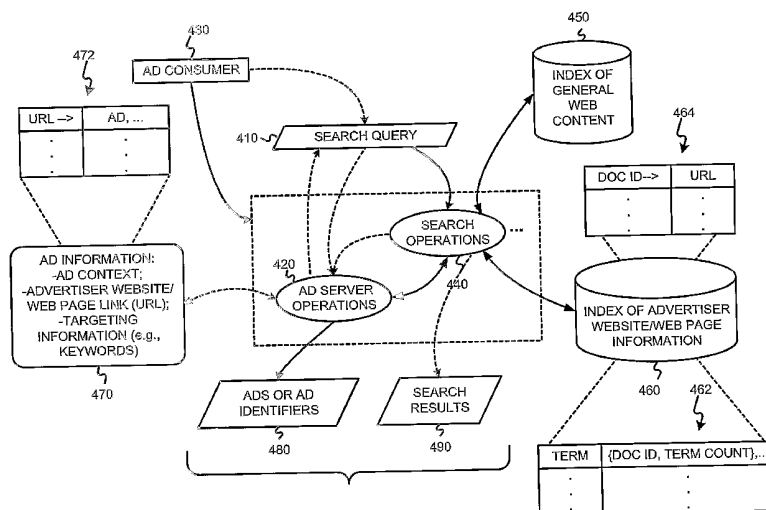 450
430
472
AD CONSUMER
INDEX OF
GENERAL
WEB
CONTENT
URL --> AD, ...
410
SEARCH QUERY
464
DOC ID--> URL
SEARCH
OPERATIONS
...
AD INFORMATION:
-AD CONTEXT;
-ADVERTISER WEBSITE/
WEB PAGE LINK (URL);
-TARGETING
INFORMATION (e.g.,
KEYWORDS)
420
AD SERVER
OPERATIONS
440
INDEX OF ADVERTISER
WEBSITE/WEB PAGE
INFORMATION
470
ADS OR AD
IDENTIFIERS
SEARCH
RESULTS
460
462
480
490
TERM {DOC ID, TERM COUNT},..